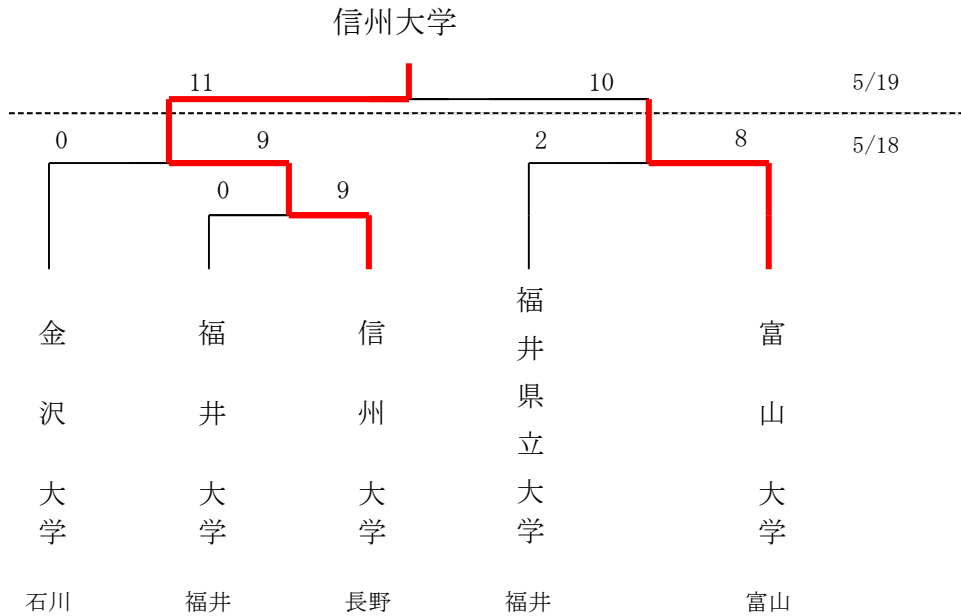 信州大学
11 10 5/19
0 9 2 8 5/18
0 9
金沢大学
福井大学
信州大学
福井県立大学
富山大学
石川 福井 長野 福井 富山